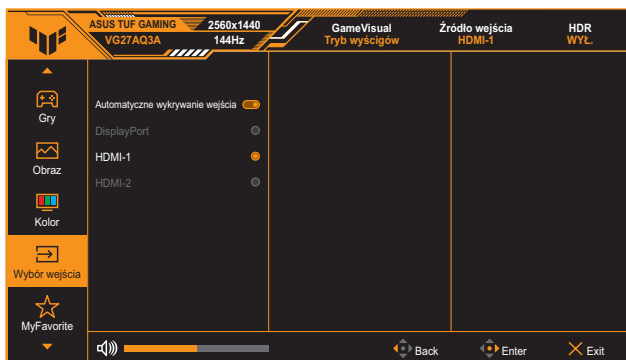 ASUS TUF GAMING 2560x1440
VG27AQ3A 144Hz
GameVisual
Tryb wyścigów
Źródło wejścia
HDMI-1
HDR
WYŁ.
Gry
Obraz
Kolor
Wybór wejścia
MyFavorite
Automatyczne wykrywanie wejścia
DisplayPort
HDMI-1
HDMI-2
Back
Enter
Exit